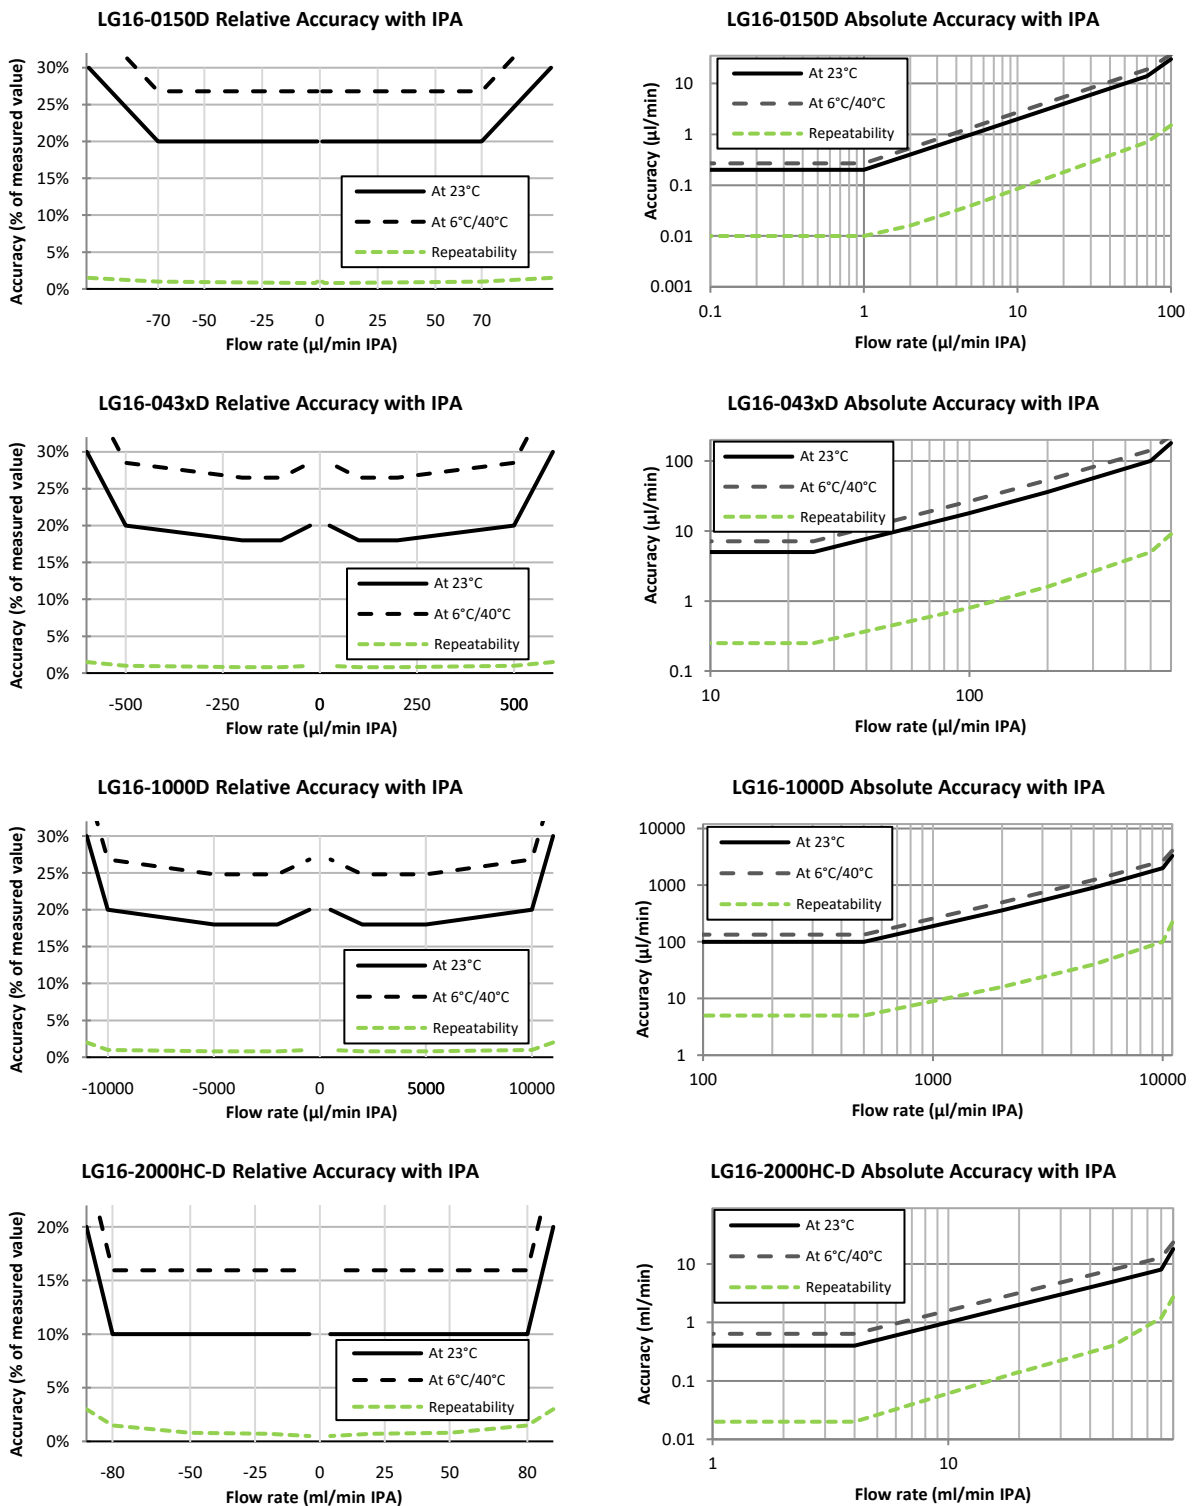 LG16-0150D Relative Accuracy with IPA
Accuracy (% of measured value)
30%
25%
20%
15%
10%
5%
0%
At 23°C
At 6°C/40°C
Repeatability
-70 -50 -25 0 25 50 70
Flow rate (µl/min IPA)
LG16-0150D Absolute Accuracy with IPA
Accuracy (µl/min)
10
1
0.1
0.01
0.001
At 23°C
At 6°C/40°C
Repeatability
0.1 1 10 100
Flow rate (µl/min IPA)
LG16-043xD Relative Accuracy with IPA
Accuracy (% of measured value)
30%
25%
20%
15%
10%
5%
0%
At 23°C
At 6°C/40°C
Repeatability
-500 -250 0 250 500
Flow rate (µl/min IPA)
LG16-043xD Absolute Accuracy with IPA
Accuracy (µl/min)
100
10
1
0.1
At 23°C
At 6°C/40°C
Repeatability
10 100
Flow rate (µl/min IPA)
LG16-1000D Relative Accuracy with IPA
Accuracy (% of measured value)
30%
25%
20%
15%
10%
5%
0%
At 23°C
At 6°C/40°C
Repeatability
-10000 -5000 0 5000 10000
Flow rate (µl/min IPA)
LG16-1000D Absolute Accuracy with IPA
Accuracy (µl/min)
10000
1000
100
10
1
At 23°C
At 6°C/40°C
Repeatability
100 1000 10000
Flow rate (µl/min IPA)
LG16-2000HC-D Relative Accuracy with IPA
Accuracy (% of measured value)
20%
15%
10%
5%
0%
At 23°C
At 6°C/40°C
Repeatability
-80 -50 -25 0 25 50 80
Flow rate (ml/min IPA)
LG16-2000HC-D Absolute Accuracy with IPA
Accuracy (ml/min)
10
1
0.1
0.01
At 23°C
At 6°C/40°C
Repeatability
1 10
Flow rate (ml/min IPA)